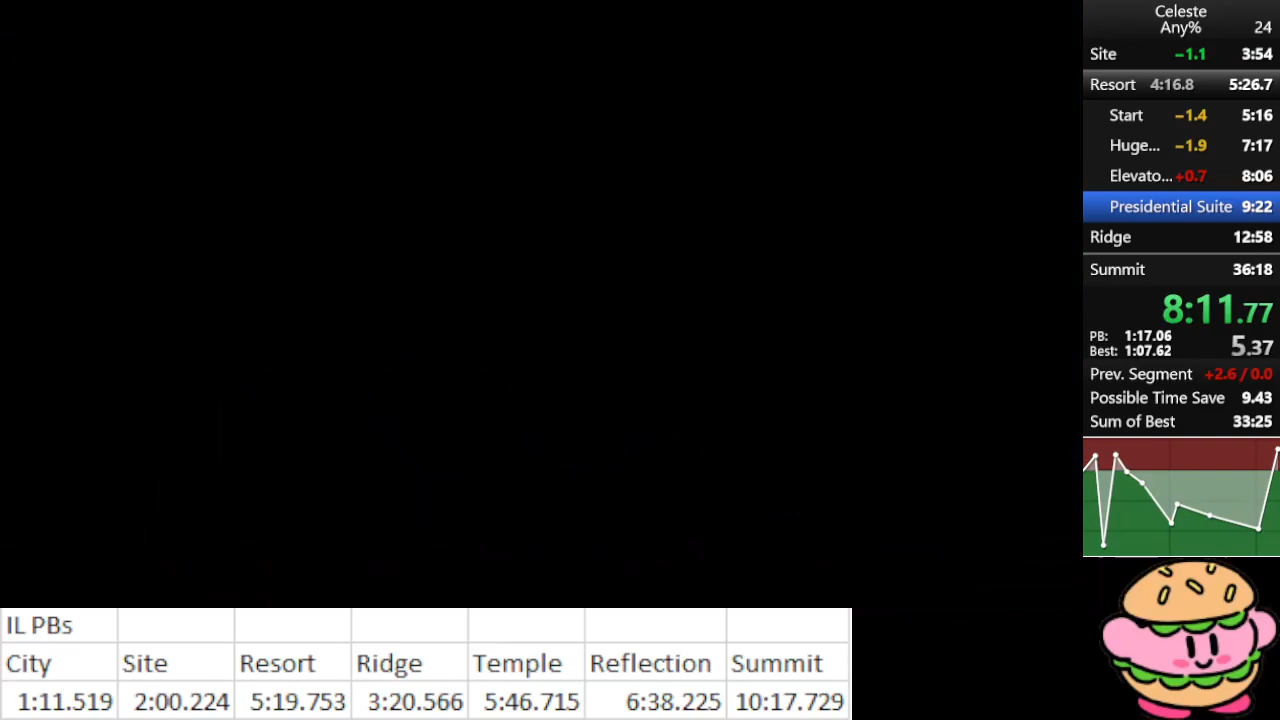 Celeste
Any% 24
Site −1.1 3:54
Resort 4:16.8 5:26.7
Start −1.4 5:16
Huge... −1.9 7:17
Elevato... +0.7 8:06
Presidential Suite 9:22
Ridge 12:58
Summit 36:18
8:11.77
PB: 1:17.06
Best: 1:07.62 5.37
Prev. Segment +2.6 / 0.0
Possible Time Save 9.43
Sum of Best 33:25
IL PBs
City Site Resort Ridge Temple Reflection Summit
1:11.519 2:00.224 5:19.753 3:20.566 5:46.715 6:38.225 10:17.729